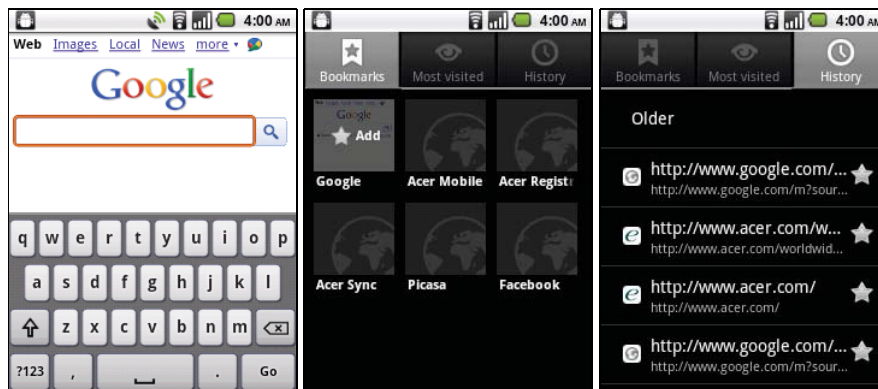 4:00 AM
Web Images Local News more
Google
q w e r t y u i o p
a s d f g h j k l
z x c v b n m
?123 , . Go
4:00 AM
Bookmarks Most visited History
Google
Add
Google Acer Mobile Acer Registr
Acer Sync Picasa Facebook
4:00 AM
Bookmarks Most visited History
Older
http://www.google.com/...
http://www.google.com/m?sour...
http://www.acer.com/w...
http://www.acer.com/worldwid...
http://www.acer.com/
http://www.acer.com/
http://www.google.com/...
http://www.google.com/m?sour...